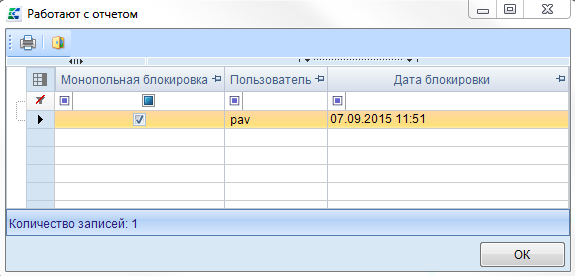 Работают с отчетом
Монопольная блокировка Пользователь Дата блокировки
pav 07.09.2015 11:51
Количество записей: 1
OK